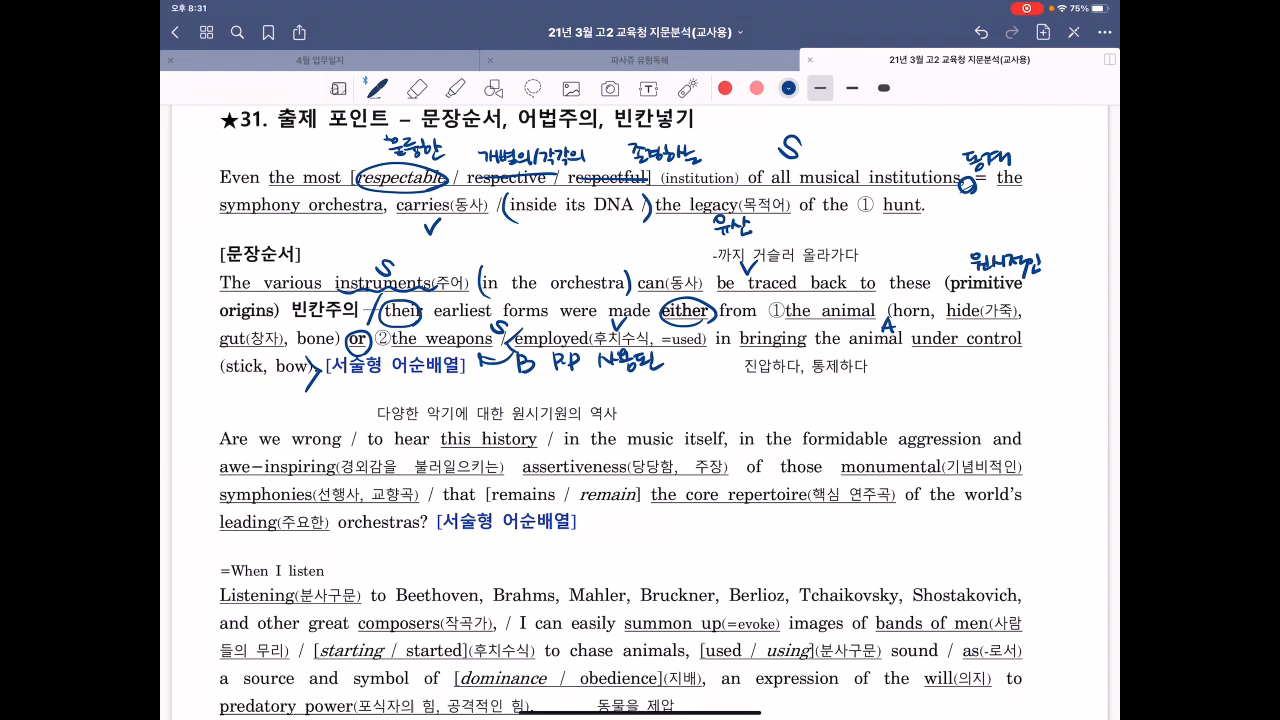 오후 8:31
75%
21년 3월 고2 교육청 지문분석(교사용)
4월 업무일지
파사쥬 유형독해
21년 3월 고2 교육청 지문분석(교사용)
★31. 출제 포인트 – 문장순서, 어법주의, 빈칸넣기
훌륭한 개별의/각각의 존경하는 S 동격
Even the most [respectable / respective / respectful] (institution) of all musical institutions, = the
symphony orchestra, carries(동사) / (inside its DNA /) the legacy(목적어) of the ① hunt.
유산
[문장순서] -까지 거슬러 올라가다
S 원시적인
The various instruments(주어) (in the orchestra) can(동사) be traced back to these (primitive
origins) 빈칸주의 — their earliest forms were made either from ①the animal (horn, hide(가죽),
S A
gut(창자), bone) or ②the weapons / employed(후치수식, =used) in bringing the animal under control
(stick, bow). [서술형 어순배열] B P.P 사용된 진압하다, 통제하다
다양한 악기에 대한 원시기원의 역사
Are we wrong / to hear this history / in the music itself, in the formidable aggression and
awe-inspiring(경외감을 불러일으키는) assertiveness(당당함, 주장) of those monumental(기념비적인)
symphonies(선행사, 교향곡) / that [remains / remain] the core repertoire(핵심 연주곡) of the world's
leading(주요한) orchestras? [서술형 어순배열]
=When I listen
Listening(분사구문) to Beethoven, Brahms, Mahler, Bruckner, Berlioz, Tchaikovsky, Shostakovich,
and other great composers(작곡가), / I can easily summon up(=evoke) images of bands of men(사람
들의 무리) / [starting / started](후치수식) to chase animals, [used / using](분사구문) sound / as(-로서)
a source and symbol of [dominance / obedience](지배), an expression of the will(의지) to
predatory power(포식자의 힘, 공격적인 힘). 동물을 제압